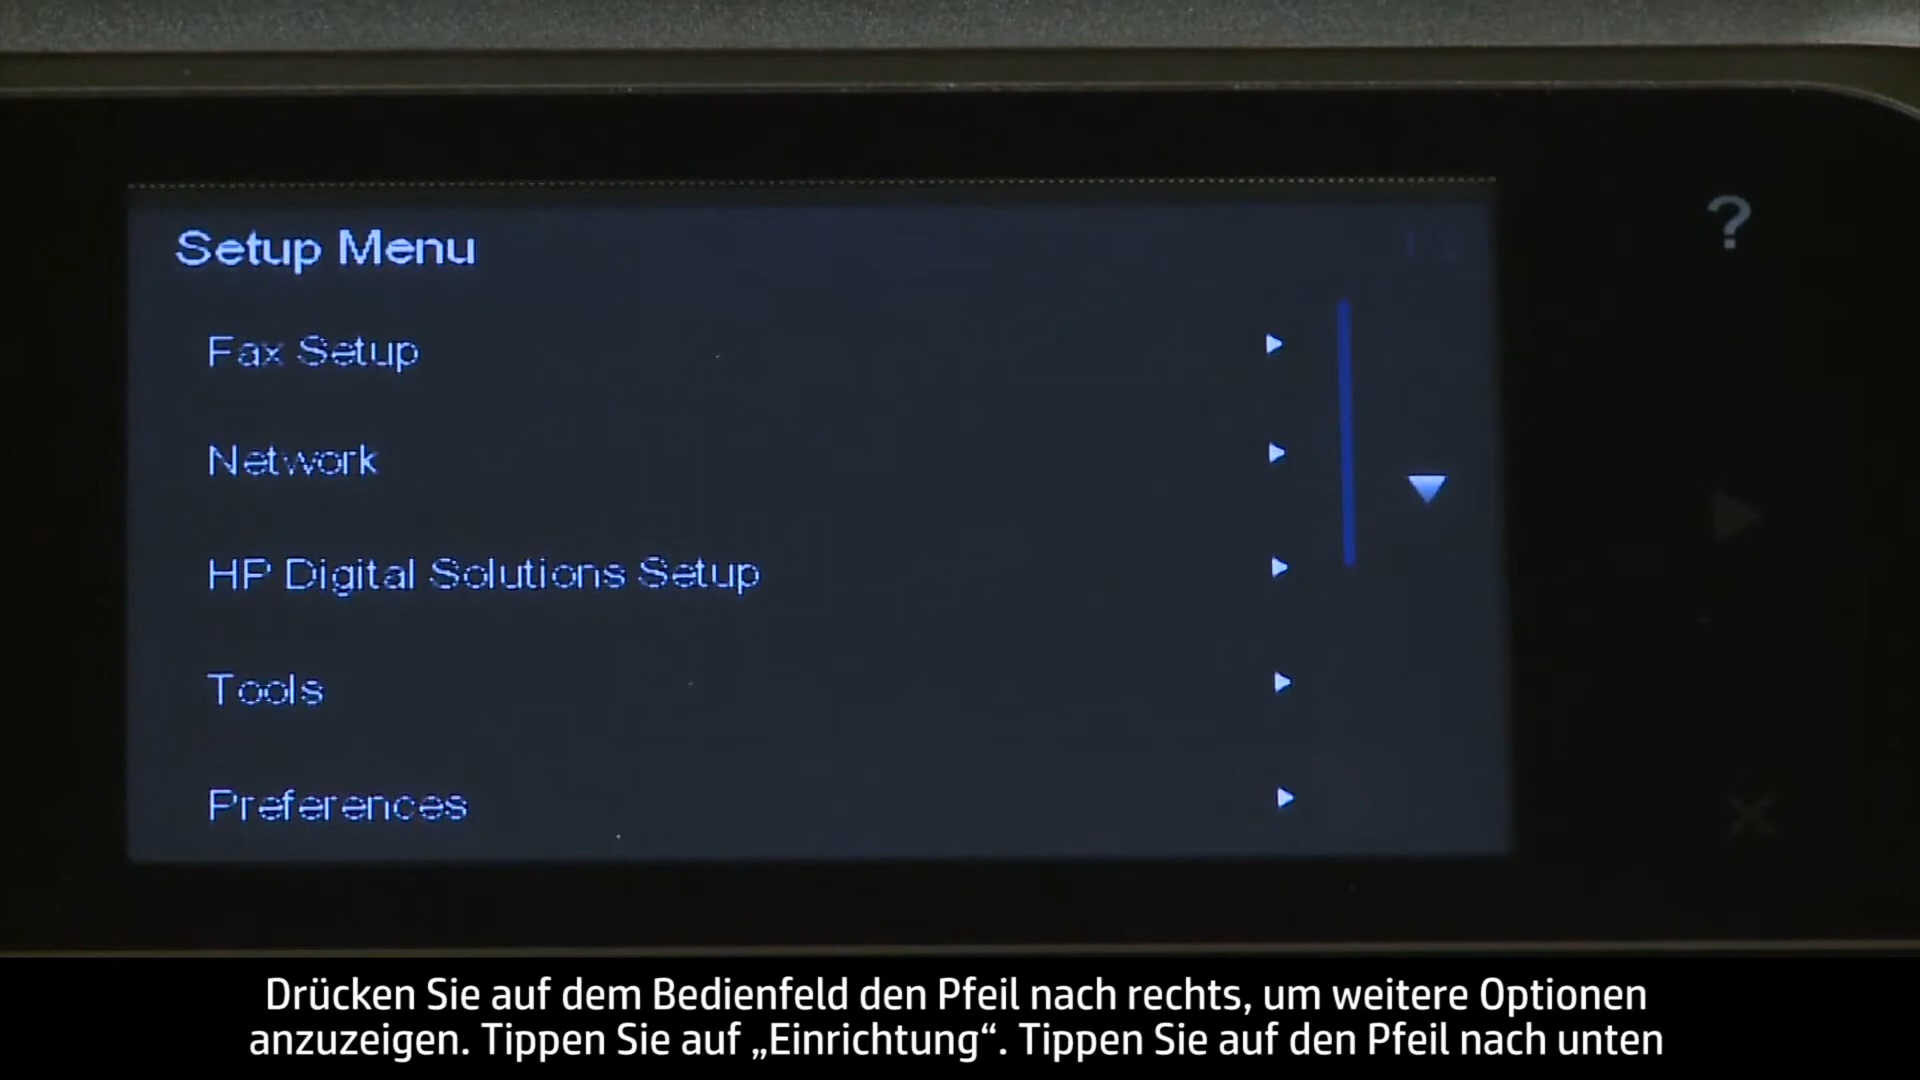 Setup Menu
?
Fax Setup
Network
HP Digital Solutions Setup
Tools
Preferences
Drücken Sie auf dem Bedienfeld den Pfeil nach rechts, um weitere Optionen
anzuzeigen. Tippen Sie auf „Einrichtung“. Tippen Sie auf den Pfeil nach unten